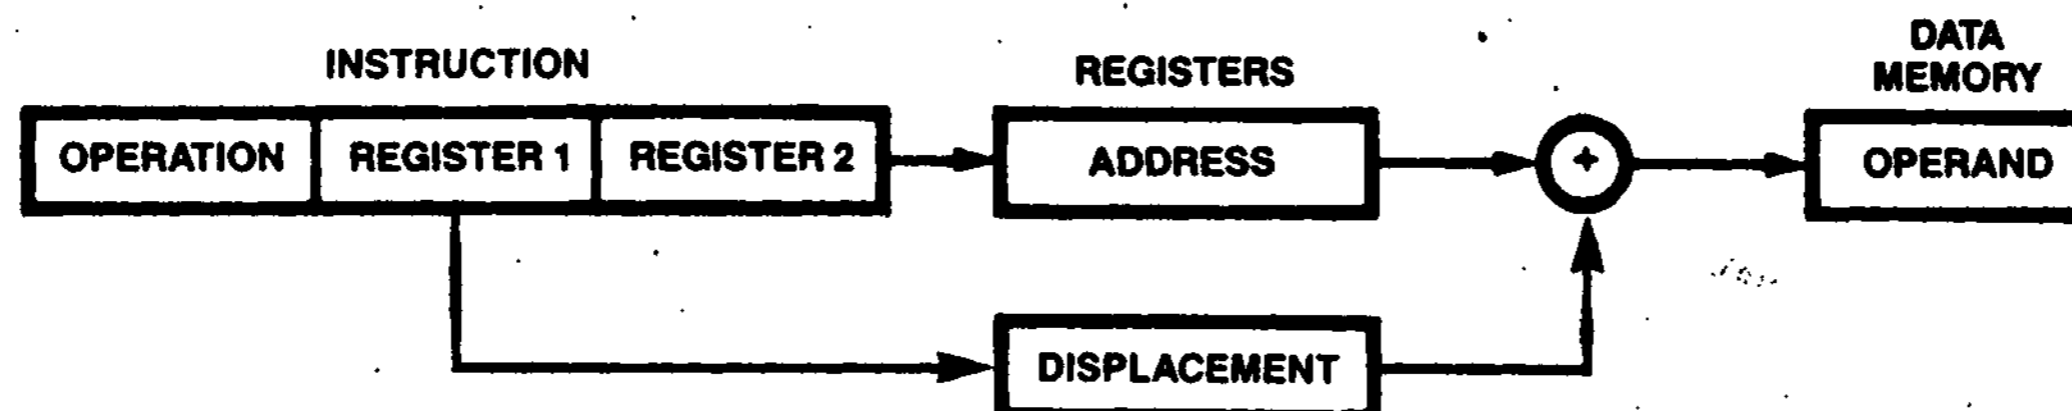 INSTRUCTION
REGISTERS
DATA
MEMORY
OPERATION REGISTER 1 REGISTER 2
ADDRESS
+
OPERAND
DISPLACEMENT